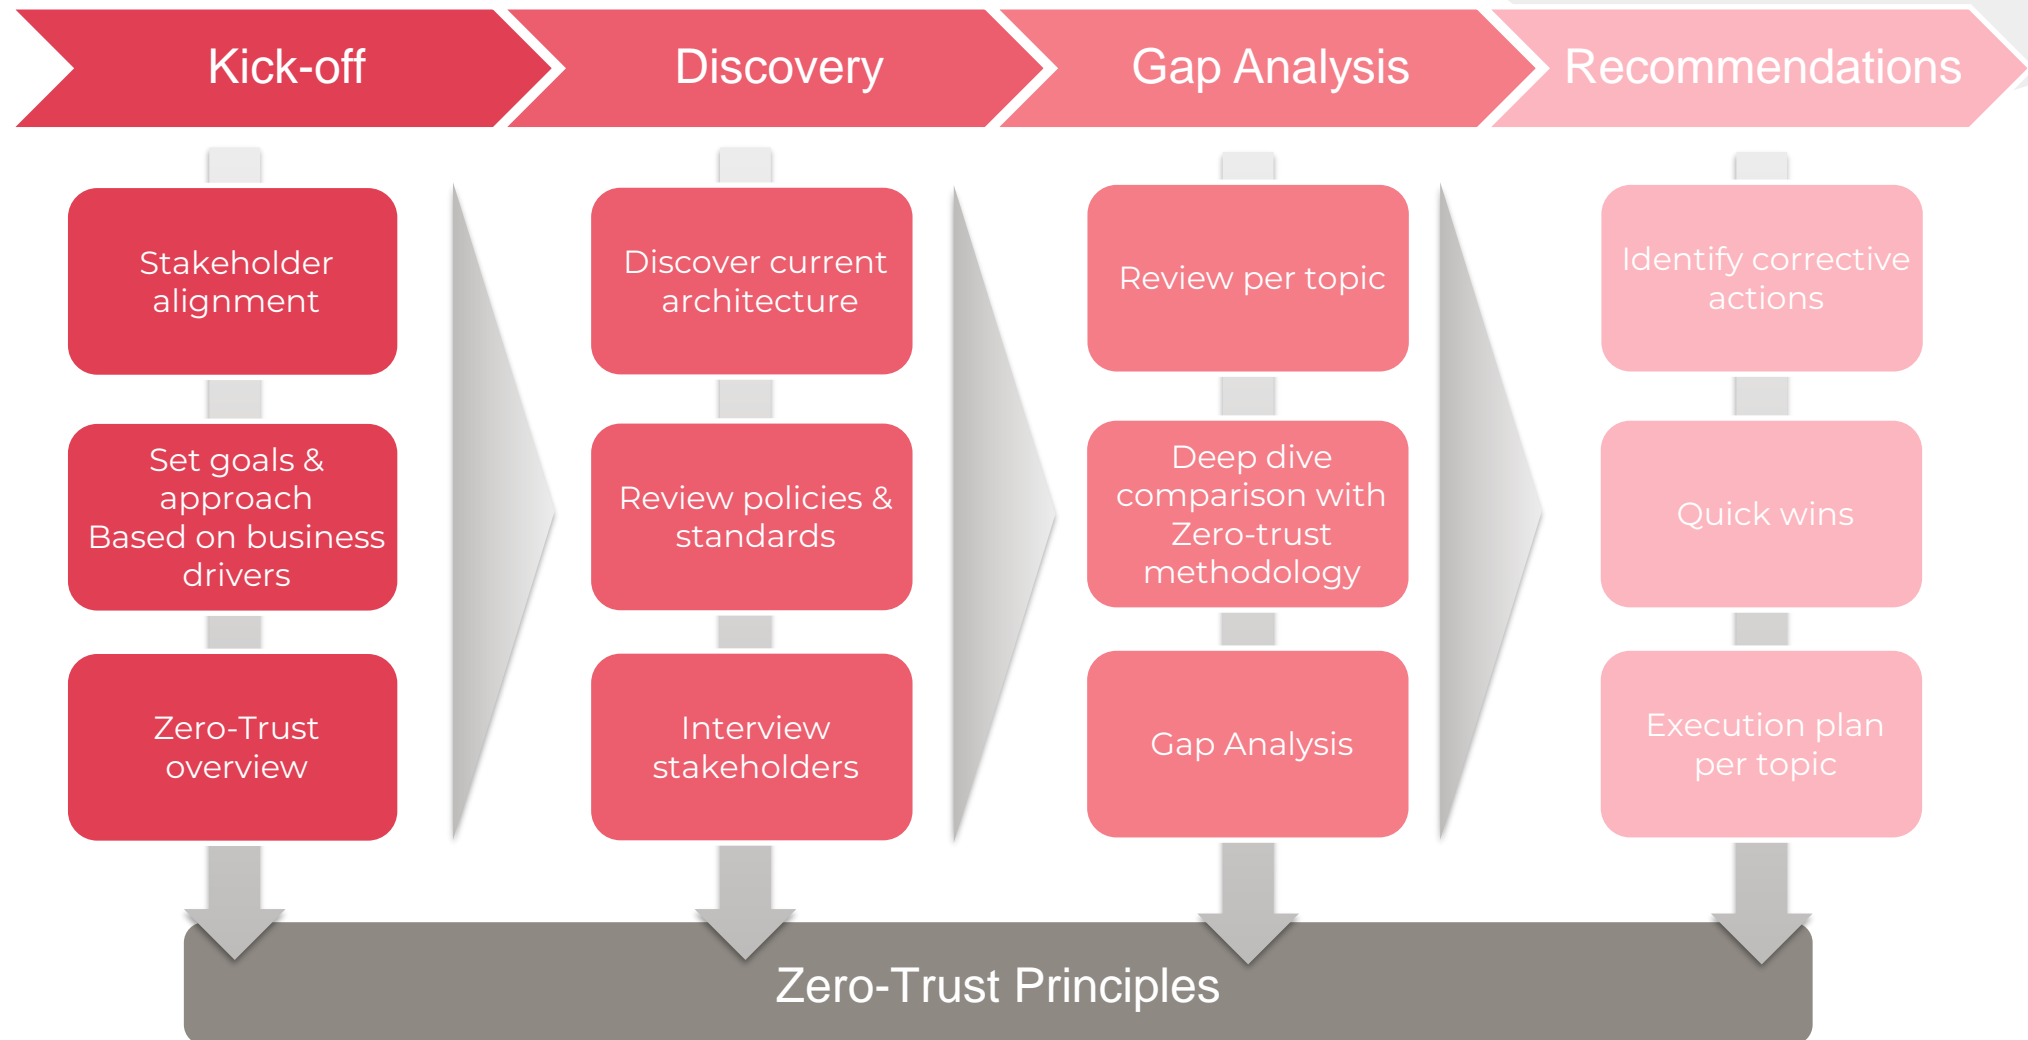 Kick-off
Discovery
Gap Analysis
Recommendations
Stakeholder
alignment
Set goals &
approach
Based on business
drivers
Zero-Trust
overview
Discover current
architecture
Review policies &
standards
Interview
stakeholders
Review per topic
Deep dive
comparison with
Zero-trust
methodology
Gap Analysis
Identify corrective
actions
Quick wins
Execution plan
per topic
Zero-Trust Principles